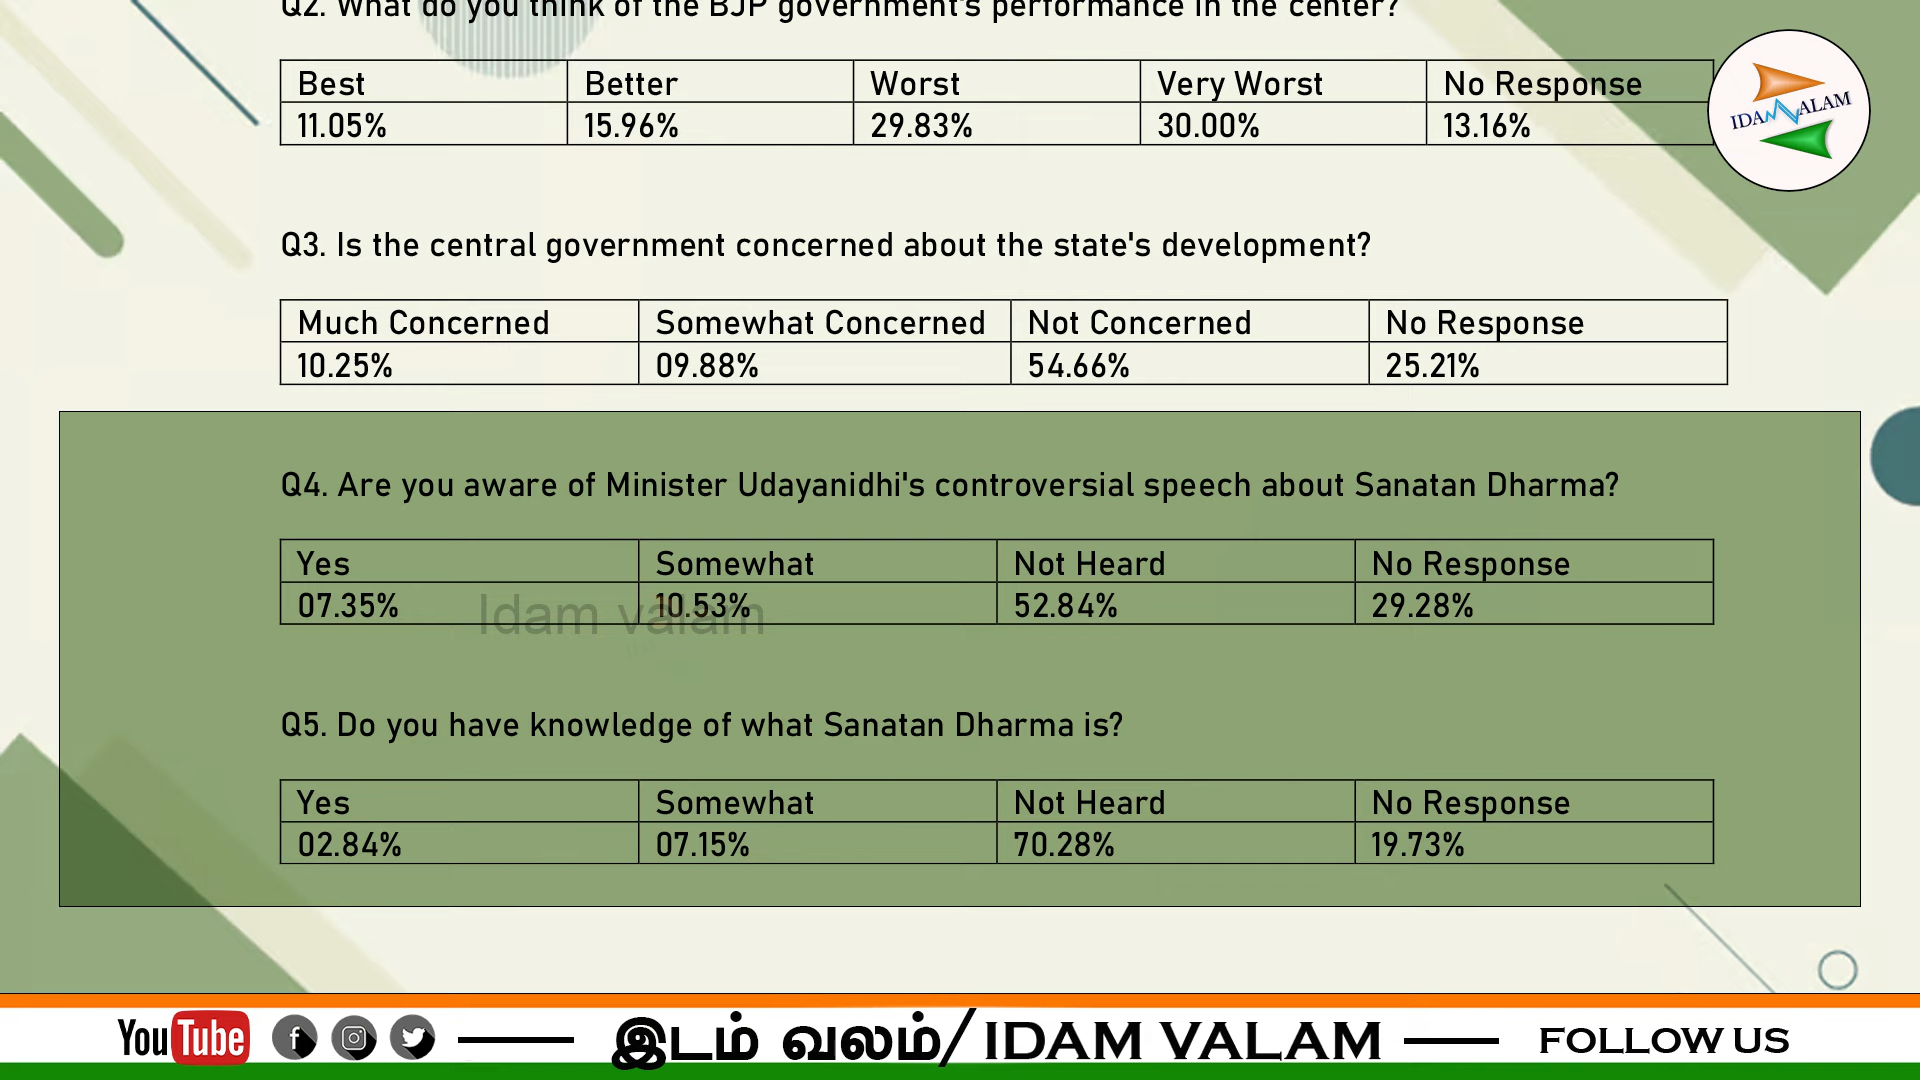 Q2. What do you think of the BJP government's performance in the center?
Best Better Worst Very Worst No Response
11.05% 15.96% 29.83% 30.00% 13.16%
IDAM VALAM
Q3. Is the central government concerned about the state's development?
Much Concerned Somewhat Concerned Not Concerned No Response
10.25% 09.88% 54.66% 25.21%
Q4. Are you aware of Minister Udayanidhi's controversial speech about Sanatan Dharma?
Yes Somewhat Not Heard No Response
07.35% 10.53% 52.84% 29.28%
Idam valam
Q5. Do you have knowledge of what Sanatan Dharma is?
Yes Somewhat Not Heard No Response
02.84% 07.15% 70.28% 19.73%
YouTube இடம் வலம்/IDAM VALAM FOLLOW US